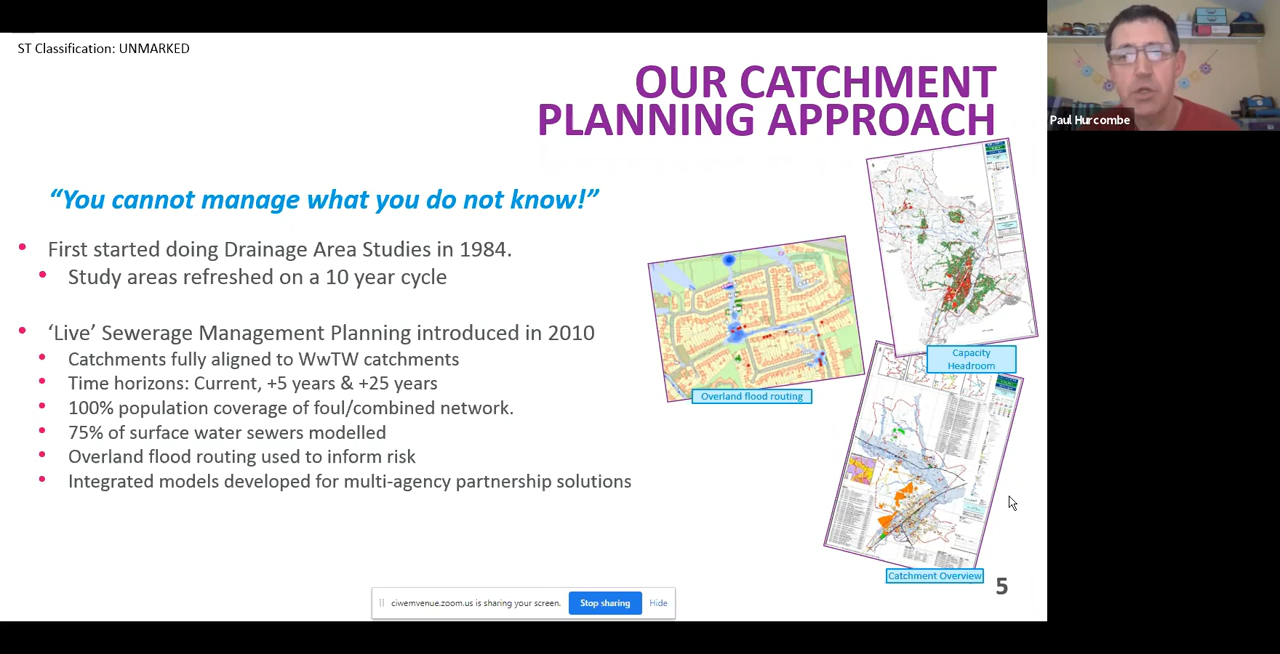 ST Classification: UNMARKED
OUR CATCHMENT
PLANNING APPROACH
Paul Hurcombe
“You cannot manage what you do not know!”
• First started doing Drainage Area Studies in 1984.
• Study areas refreshed on a 10 year cycle
• ‘Live’ Sewerage Management Planning introduced in 2010
• Catchments fully aligned to WwTW catchments
• Time horizons: Current, +5 years & +25 years
• 100% population coverage of foul/combined network.
• 75% of surface water sewers modelled
• Overland flood routing used to inform risk
• Integrated models developed for multi-agency partnership solutions
Capacity
Headroom
Overland flood routing
Catchment Overview
5
ciwemvenue.zoom.us is sharing your screen.
Stop sharing
Hide